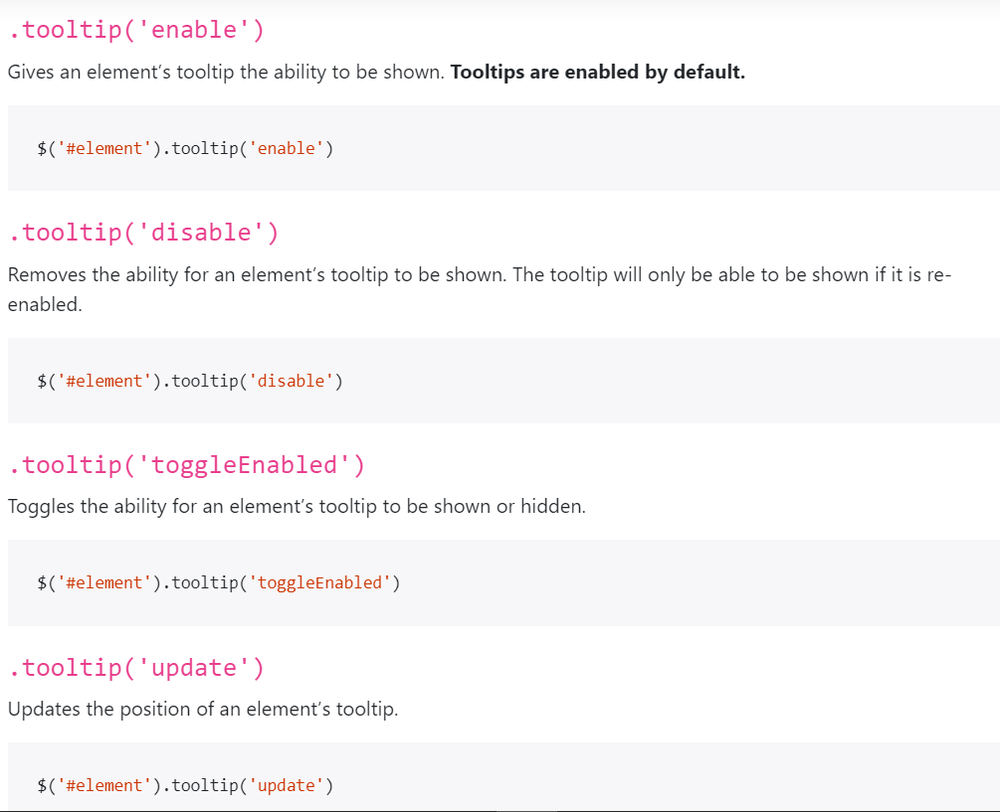 .tooltip('enable')
Gives an element’s tooltip the ability to be shown. Tooltips are enabled by default.
$('#element').tooltip('enable')
.tooltip('disable')
Removes the ability for an element’s tooltip to be shown. The tooltip will only be able to be shown if it is re-
enabled.
$('#element').tooltip('disable')
.tooltip('toggleEnabled')
Toggles the ability for an element’s tooltip to be shown or hidden.
$('#element').tooltip('toggleEnabled')
.tooltip('update')
Updates the position of an element’s tooltip.
$('#element').tooltip('update')